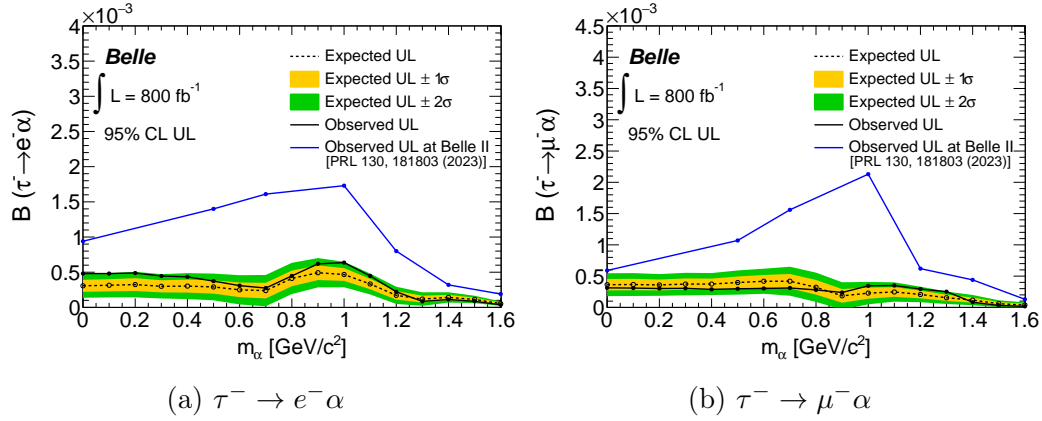 ×10⁻³
4
3.5
3
2.5
2
1.5
1
0.5
0
B (τ⁻→e⁻α)
Belle
∫ L = 800 fb⁻¹
95% CL UL
Expected UL
Expected UL ± 1σ
Expected UL ± 2σ
Observed UL
Observed UL at Belle II
[PRL 130, 181803 (2023)]
0 0.2 0.4 0.6 0.8 1 1.2 1.4 1.6
m_α [GeV/c²]
(a) τ⁻ → e⁻α
×10⁻³
4.5
4
3.5
3
2.5
2
1.5
1
0.5
0
B (τ⁻→μ⁻α)
Belle
∫ L = 800 fb⁻¹
95% CL UL
Expected UL
Expected UL ± 1σ
Expected UL ± 2σ
Observed UL
Observed UL at Belle II
[PRL 130, 181803 (2023)]
0 0.2 0.4 0.6 0.8 1 1.2 1.4 1.6
m_α [GeV/c²]
(b) τ⁻ → μ⁻α